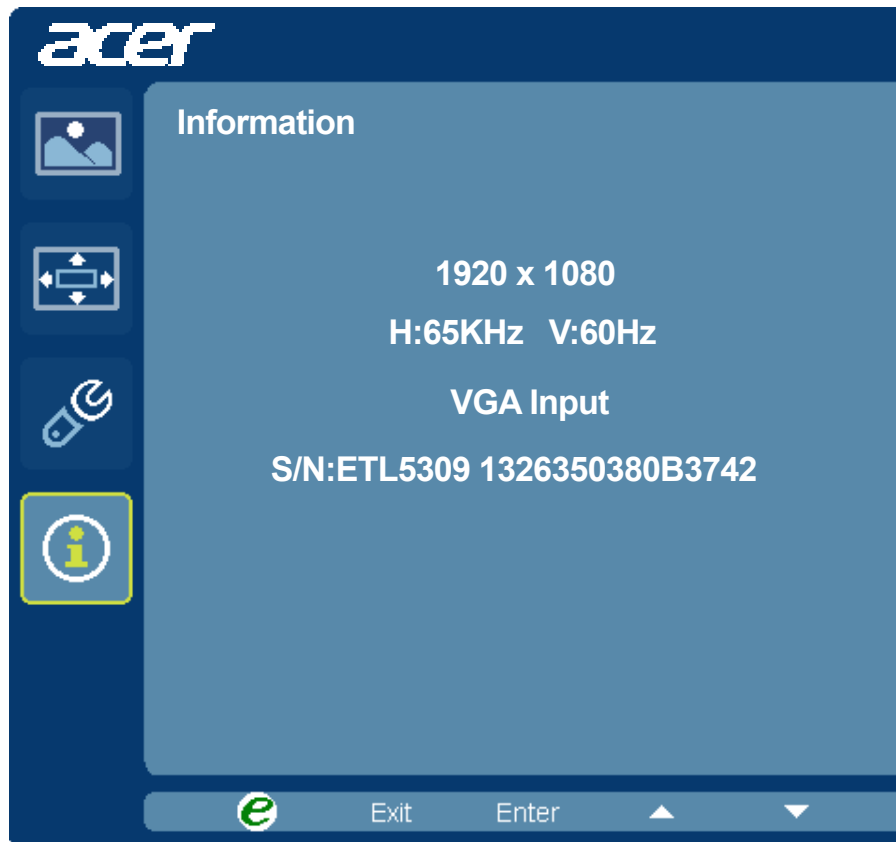 acer
Information
1920 x 1080
H:65KHz V:60Hz
VGA Input
S/N:ETL5309 1326350380B3742
e Exit Enter